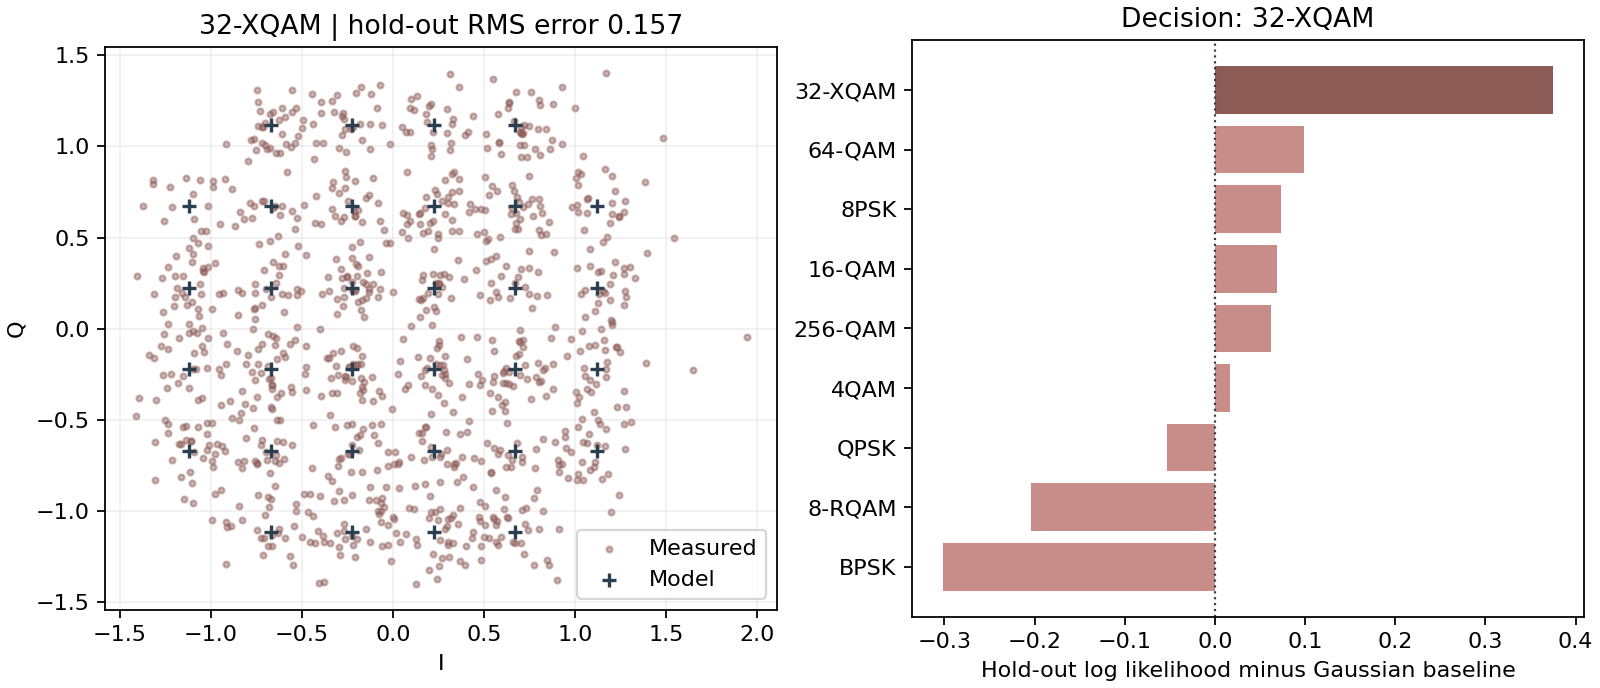 32-XQAM | hold-out RMS error 0.157
1.5
1.0
0.5
0.0
−0.5
−1.0
−1.5
Q
−1.5 −1.0 −0.5 0.0 0.5 1.0 1.5 2.0
I
Measured
Model
Decision: 32-XQAM
32-XQAM
64-QAM
8PSK
16-QAM
256-QAM
4QAM
QPSK
8-RQAM
BPSK
−0.3 −0.2 −0.1 0.0 0.1 0.2 0.3 0.4
Hold-out log likelihood minus Gaussian baseline